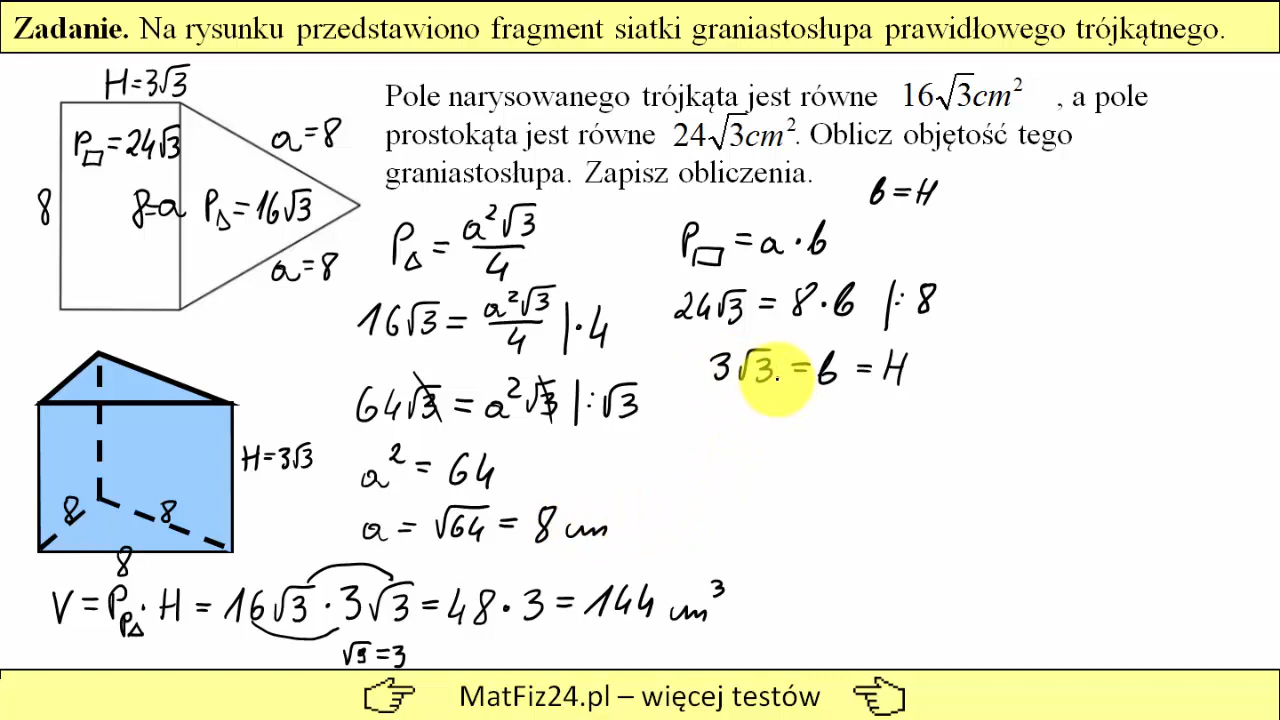 Zadanie. Na rysunku przedstawiono fragment siatki graniastosłupa prawidłowego trójkątnego.
Pole narysowanego trójkąta jest równe 16√3cm², a pole
prostokąta jest równe 24√3cm². Oblicz objętość tego
graniastosłupa. Zapisz obliczenia.
H=3√3
P▭=24√3
a=8
8
8=a
P△=16√3
a=8
b=H
P△ = a²√3/4
P▭ = a·b
16√3 = a²√3/4 |·4
24√3 = 8·b |:8
3√3 = b = H
64√3 = a²√3 |:√3
a² = 64
a = √64 = 8 cm
H=3√3
8
8
8
V = Pp△ · H = 16√3 · 3√3 = 48·3 = 144 cm³
√9=3
MatFiz24.pl – więcej testów